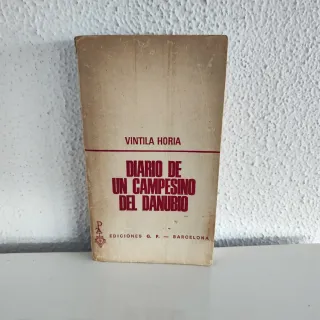 VINTILA HORIA
DIARIO DE
UN CAMPESINO
DEL DANUBIO
EDICIONES G. P. — BARCELONA